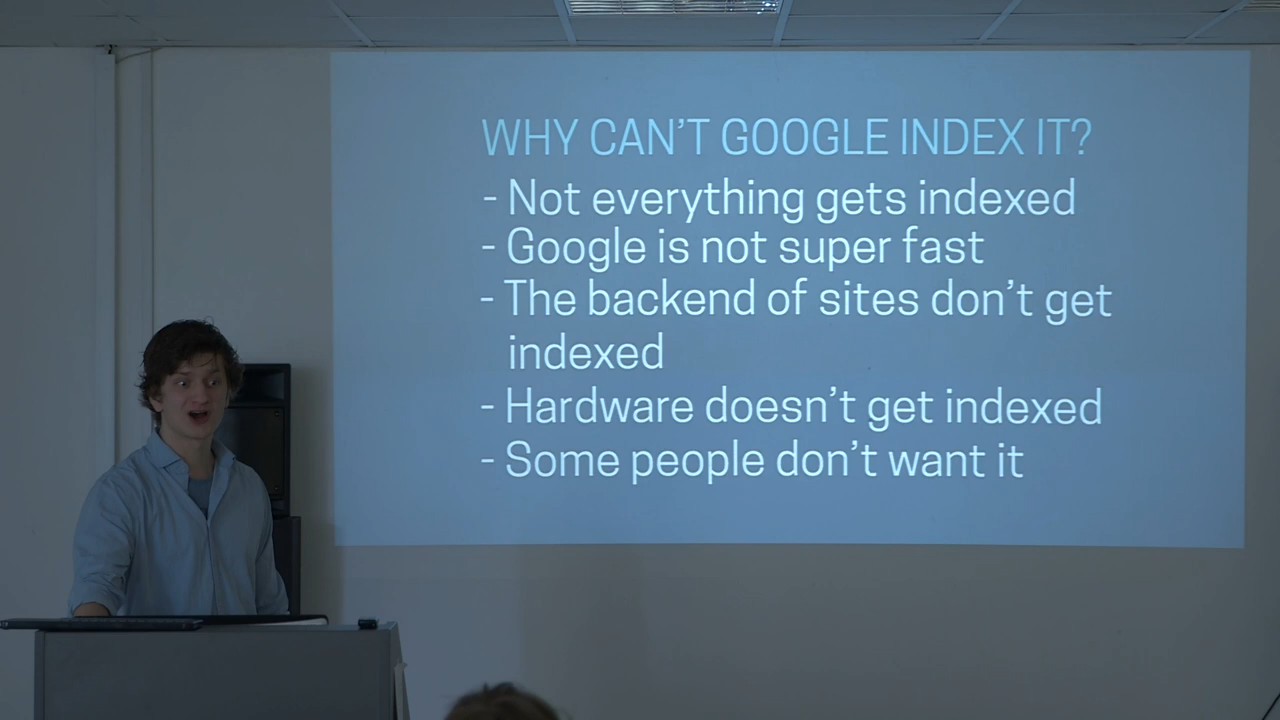 WHY CAN'T GOOGLE INDEX IT?
- Not everything gets indexed
- Google is not super fast
- The backend of sites don't get
indexed
- Hardware doesn't get indexed
- Some people don't want it